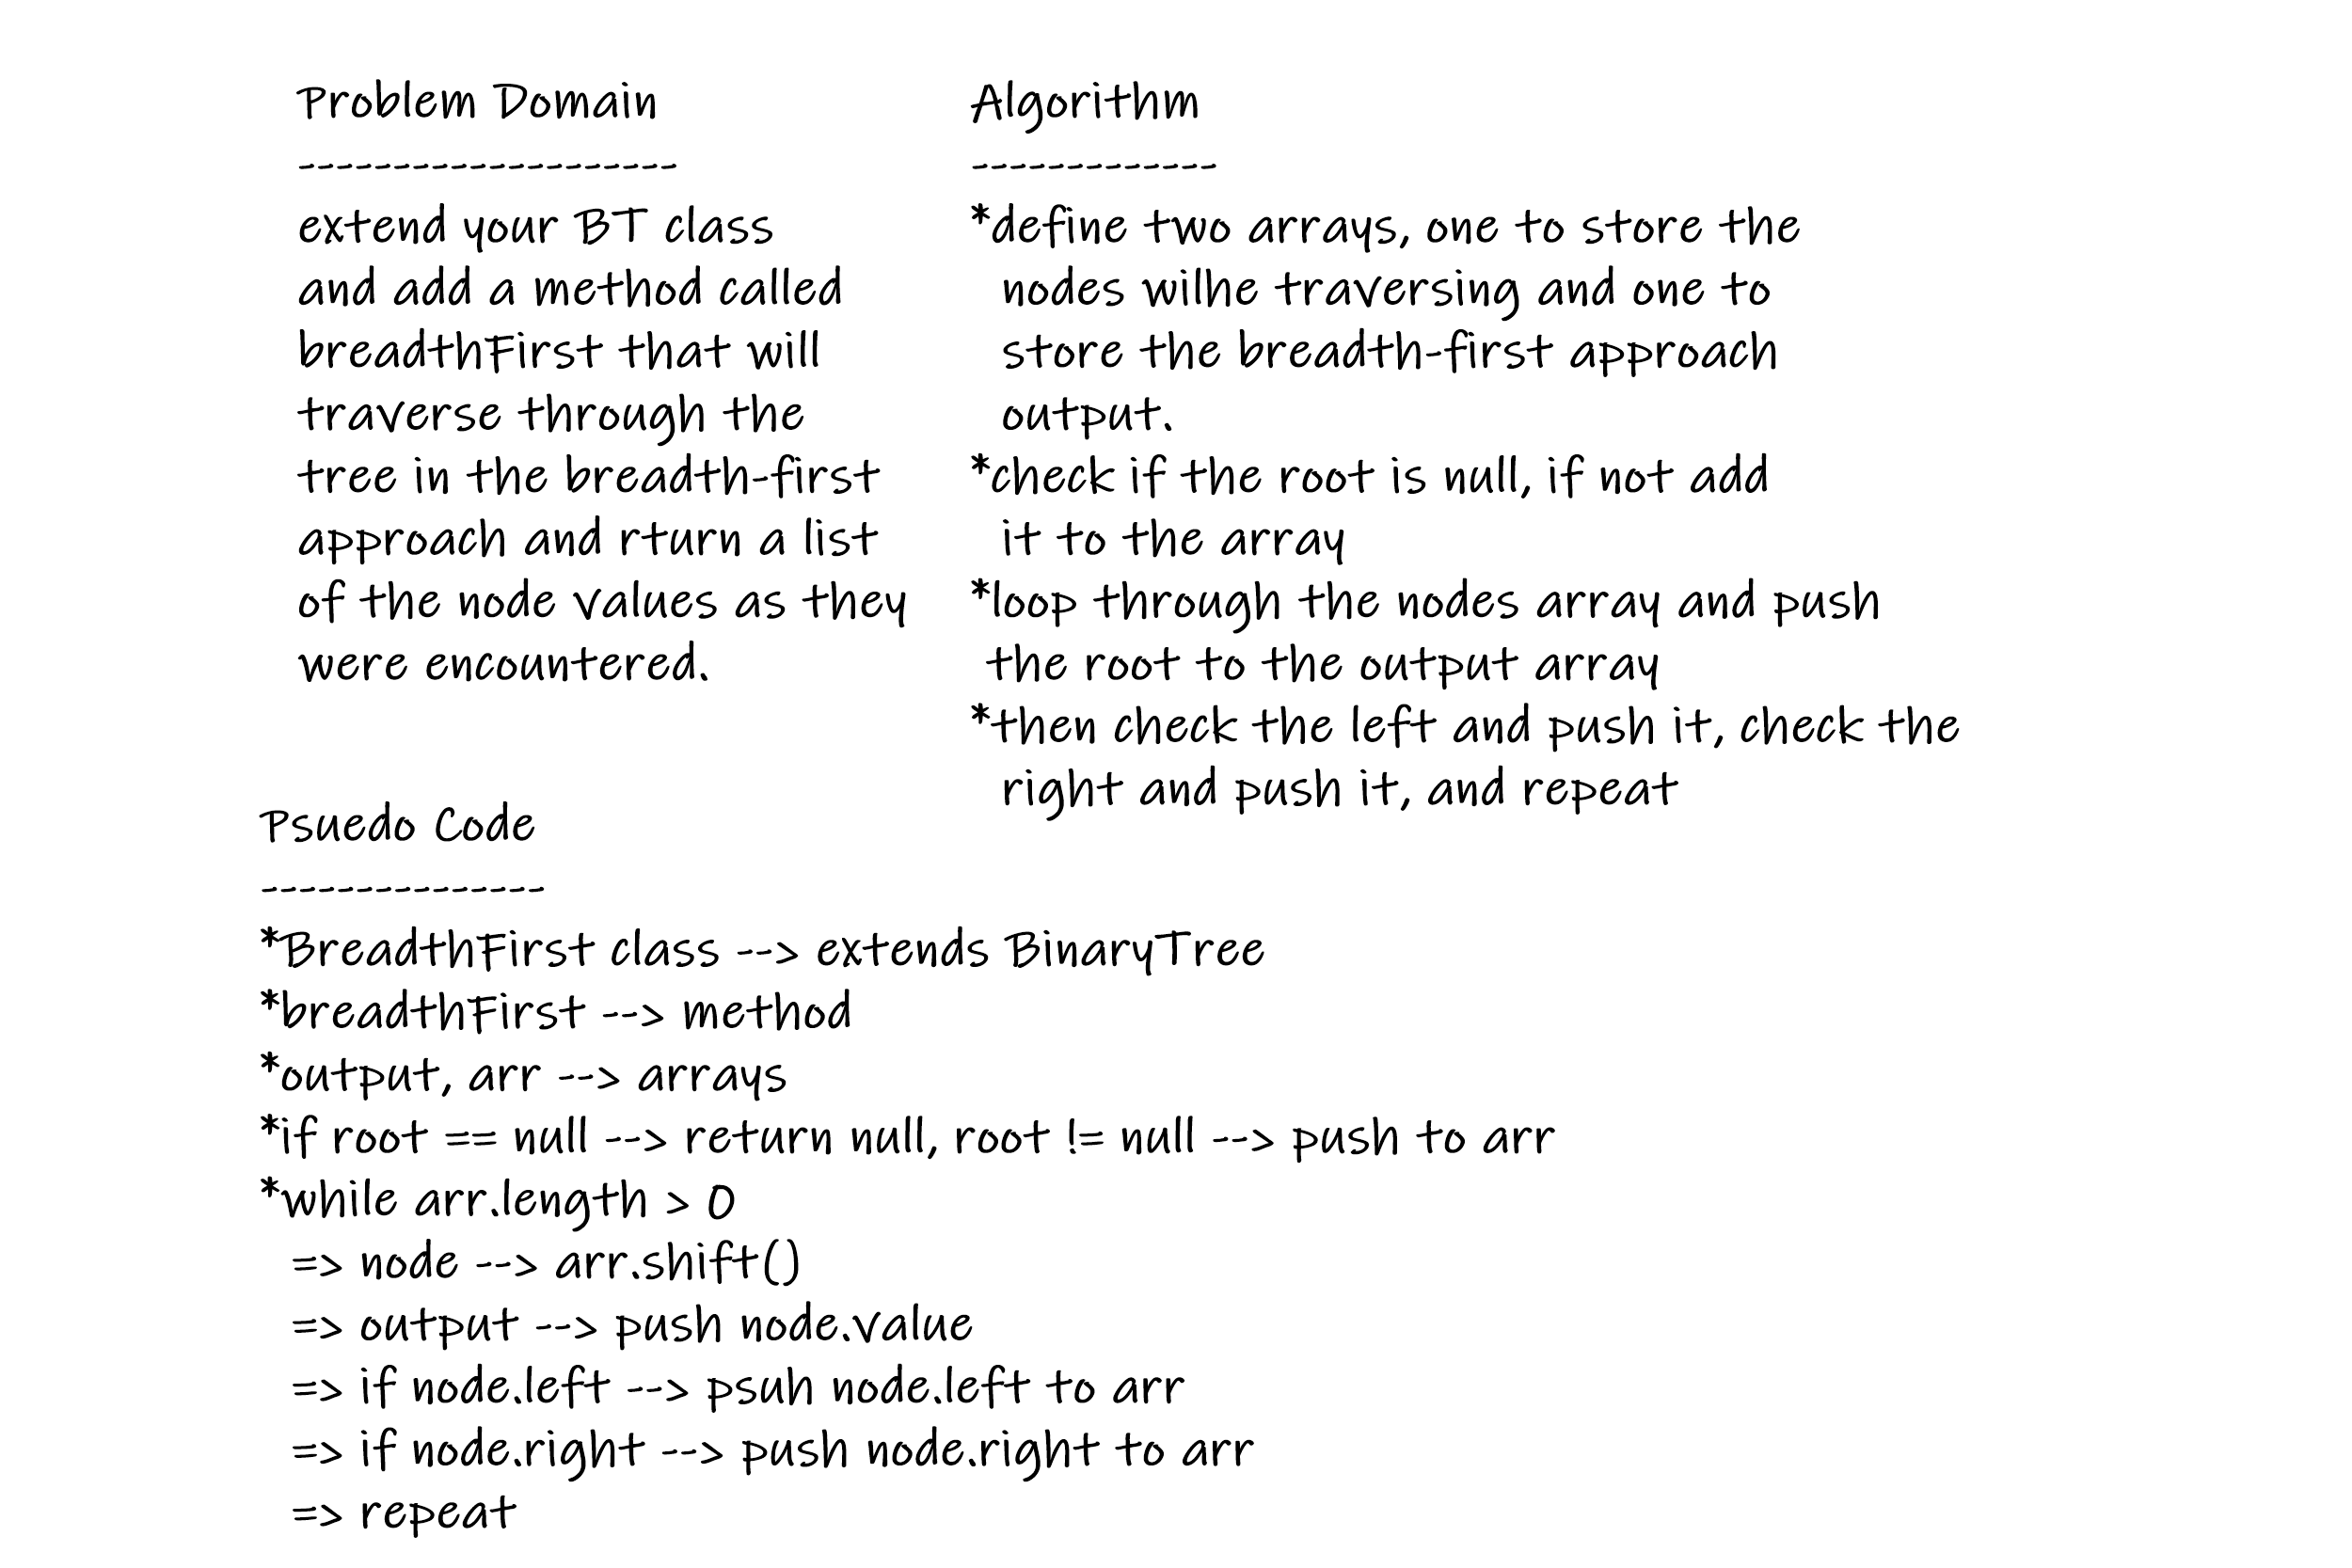 Problem Domain
--------------------
extend your BT class
and add a method called
breadthFirst that will
traverse through the
tree in the breadth-first
approach and rturn a list
of the node values as they
were encountered.
Algorithm
-------------
*define two arrays, one to store the
nodes wilhe traversing and one to
store the breadth-first approach
output.
*check if the root is null, if not add
it to the array
*loop through the nodes array and push
the root to the output array
*then check the left and push it, check the
right and push it, and repeat
Psuedo Code
---------------
*BreadthFirst class --> extends BinaryTree
*breadthFirst --> method
*output, arr --> arrays
*if root == null --> return null, root != null --> push to arr
*while arr.length > 0
=> node --> arr.shift()
=> output --> push node.value
=> if node.left --> psuh node.left to arr
=> if node.right --> push node.right to arr
=> repeat